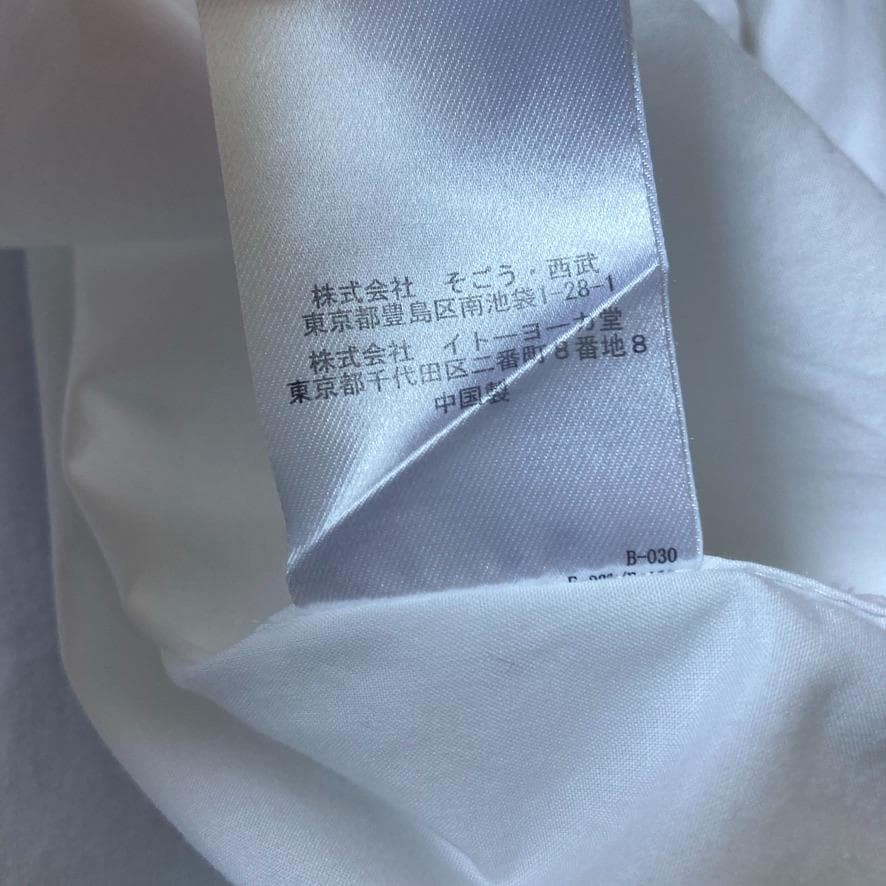 株式会社　そごう・西武
東京都豊島区南池袋1-28-1
株式会社　イトーヨーカ堂
東京都千代田区二番町8番地8
中国製
B-030